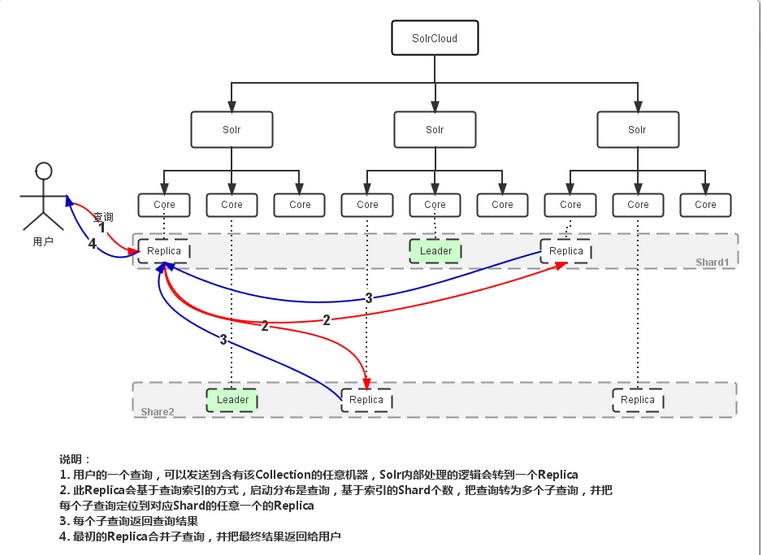 SolrCloud
Solr Solr Solr
Core Core Core Core Core Core Core Core Core
查询
1
4
用户
Replica Leader Replica
Shard1
3
2
2
3
Leader Replica Replica
Share2
说明：
1. 用户的一个查询，可以发送到含有该Collection的任意机器，Solr内部处理的逻辑会转到一个Replica
2. 此Replica会基于查询索引的方式，启动分布是查询，基于索引的Shard个数，把查询转为多个子查询，并把
每个子查询定位到对应Shard的任意一个的Replica
3. 每个子查询返回查询结果
4. 最初的Replica合并子查询，并把最终结果返回给用户